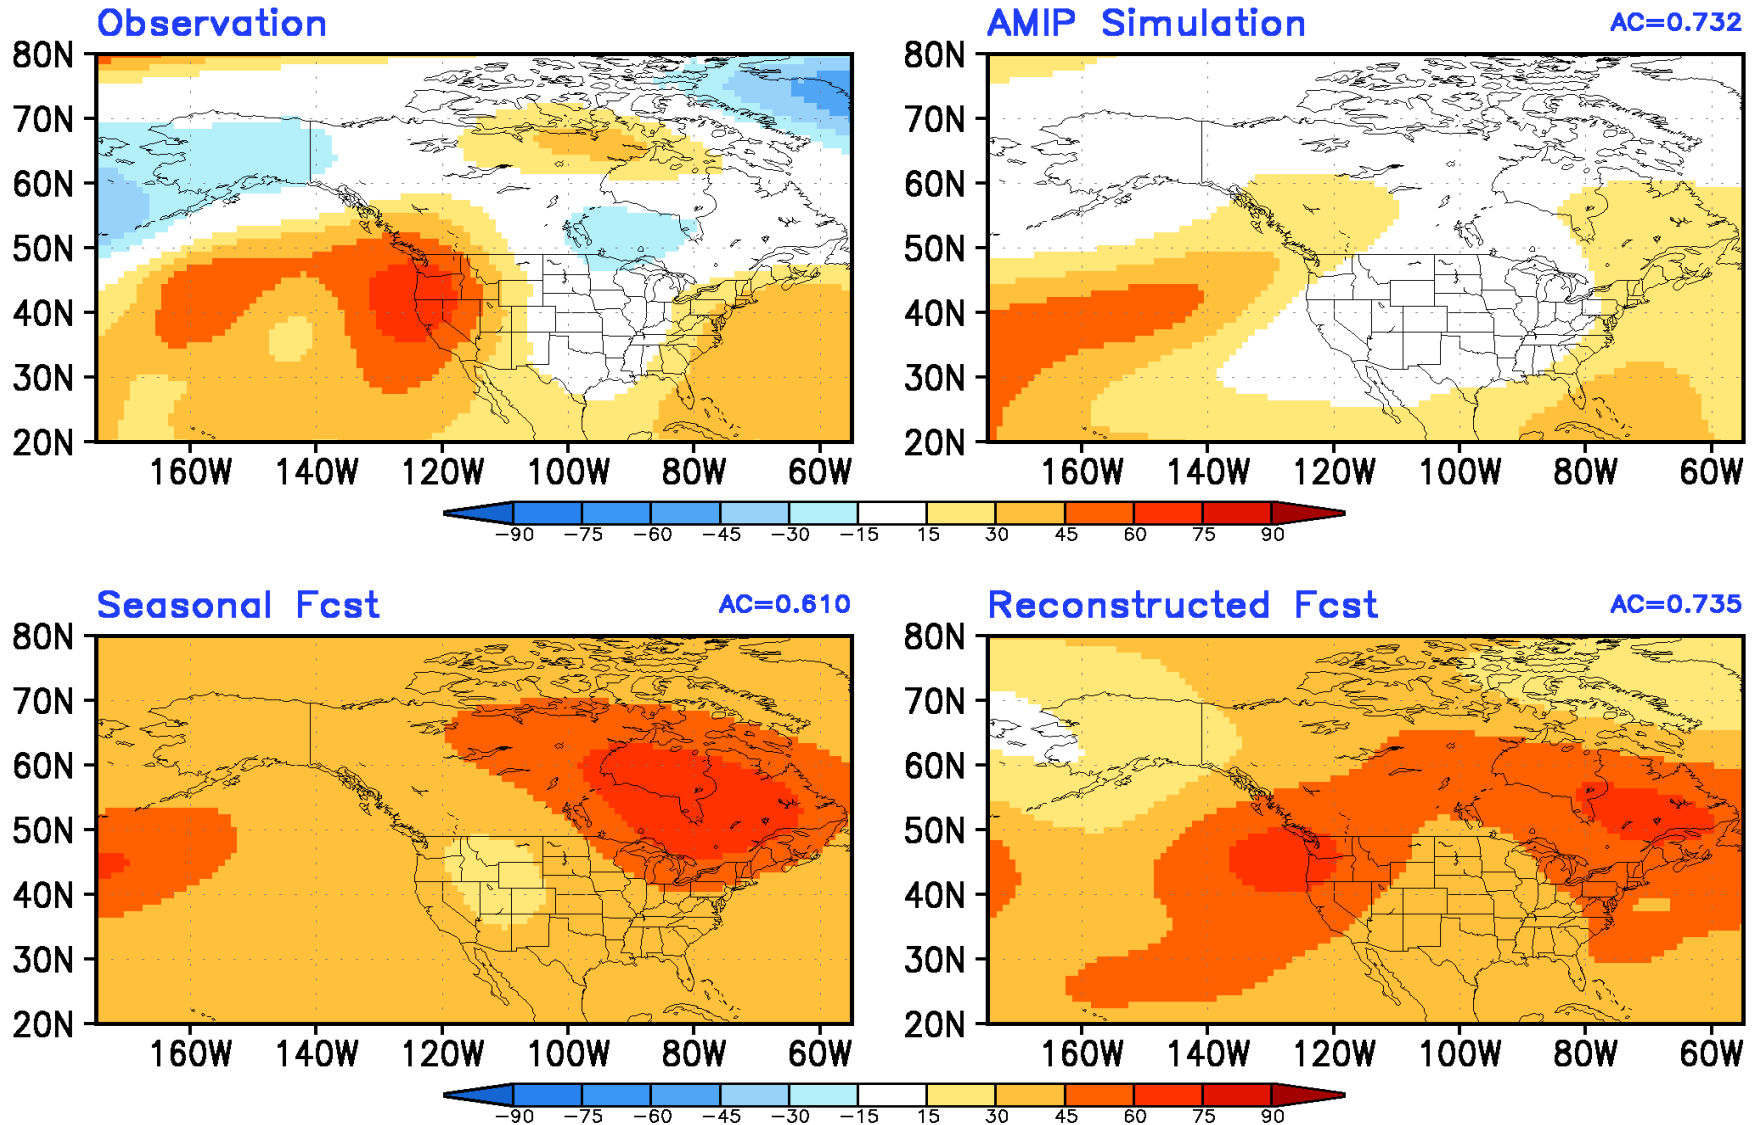 Observation
AMIP Simulation AC=0.732
80N 80N
70N 70N
60N 60N
50N 50N
40N 40N
30N 30N
20N 20N
160W 140W 120W 100W 80W 60W 160W 140W 120W 100W 80W 60W
−90 −75 −60 −45 −30 −15 15 30 45 60 75 90
Seasonal Fcst AC=0.610
Reconstructed Fcst AC=0.735
80N 80N
70N 70N
60N 60N
50N 50N
40N 40N
30N 30N
20N 20N
160W 140W 120W 100W 80W 60W 160W 140W 120W 100W 80W 60W
−90 −75 −60 −45 −30 −15 15 30 45 60 75 90